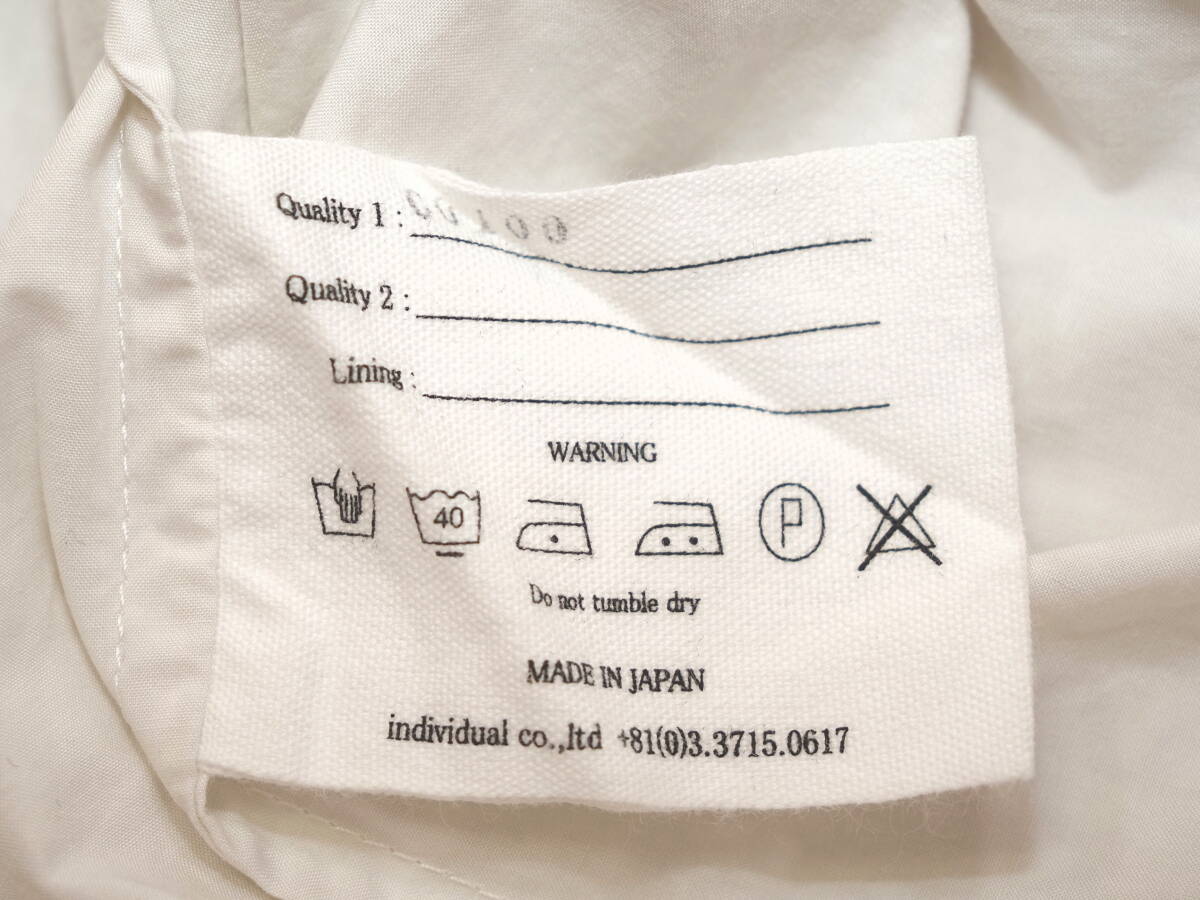 Quality 1 :
Quality 2 :
Lining :
WARNING
40 P
Do not tumble dry
MADE IN JAPAN
individual co.,ltd +81(0)3.3715.0617